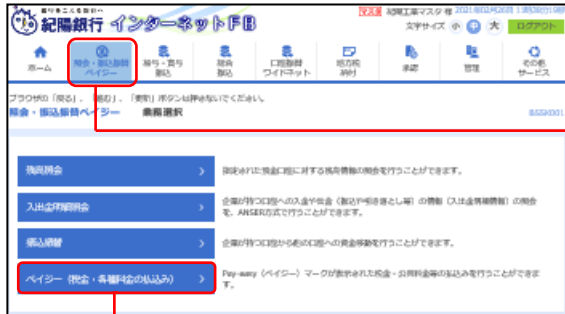 紀陽銀行 インターネットFB
文字サイズ 小 中 大 ログアウト
ホーム
照会・振込振替
ペイジー
給与・賞与
振込
総合
振込
口座振替
ワイドネット
地方税
納付
承認
管理
その他
サービス
ブラウザの「戻る」、「進む」、「更新」ボタンは押さないでください。
照会・振込振替ペイジー 業務選択
残高照会
指定された預金口座に対する残高情報の照会を行うことができます。
入出金明細照会
企業が持つ口座への入金や出金（振込や引き落とし等）の情報（入出金明細情報）の照会
を、ANSER方式で行うことができます。
振込振替
企業が持つ口座から他の口座への資金移動を行うことができます。
ペイジー（税金・各種料金の払込み）
Pay-easy（ペイジー）マークが表示された税金・公共料金等の払込みを行うことができま
す。